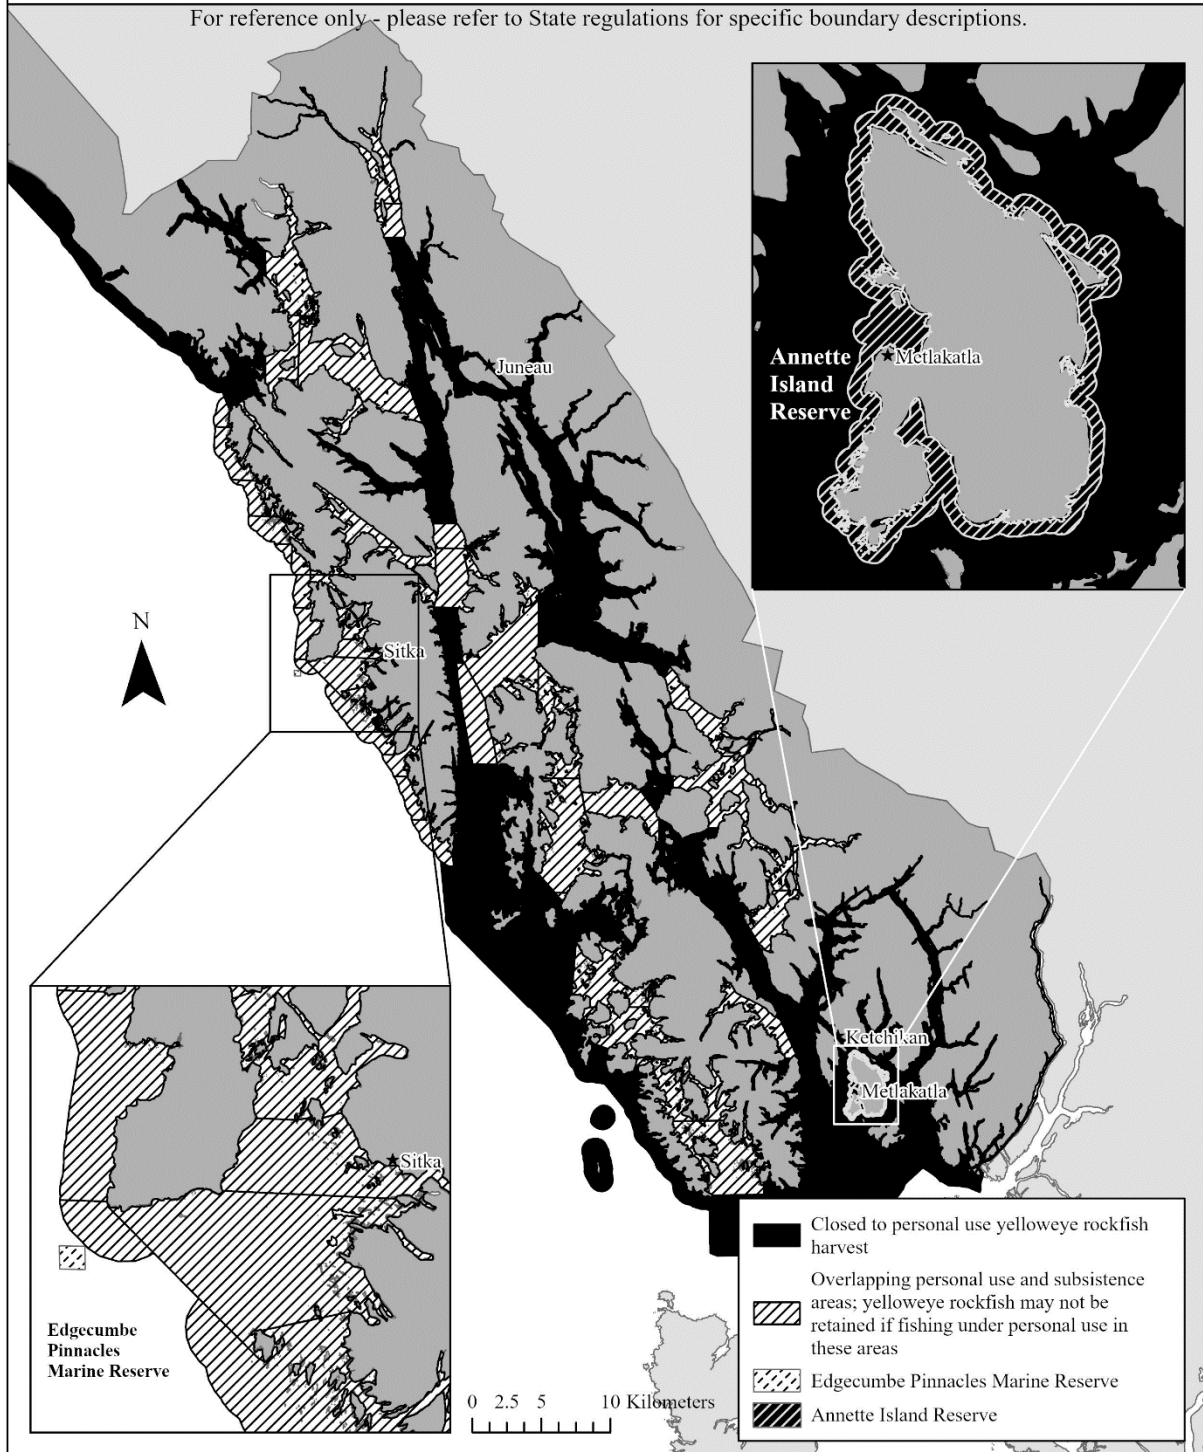 For reference only - please refer to State regulations for specific boundary descriptions.
Annette
Island
Reserve
Metlakatla
Juneau
N
Sitka
Ketchikan
Metlakatla
Sitka
Edgecumbe
Pinnacles
Marine Reserve
0 2.5 5 10 Kilometers
Closed to personal use yelloweye rockfish
harvest
Overlapping personal use and subsistence
areas; yelloweye rockfish may not be
retained if fishing under personal use in
these areas
Edgecumbe Pinnacles Marine Reserve
Annette Island Reserve